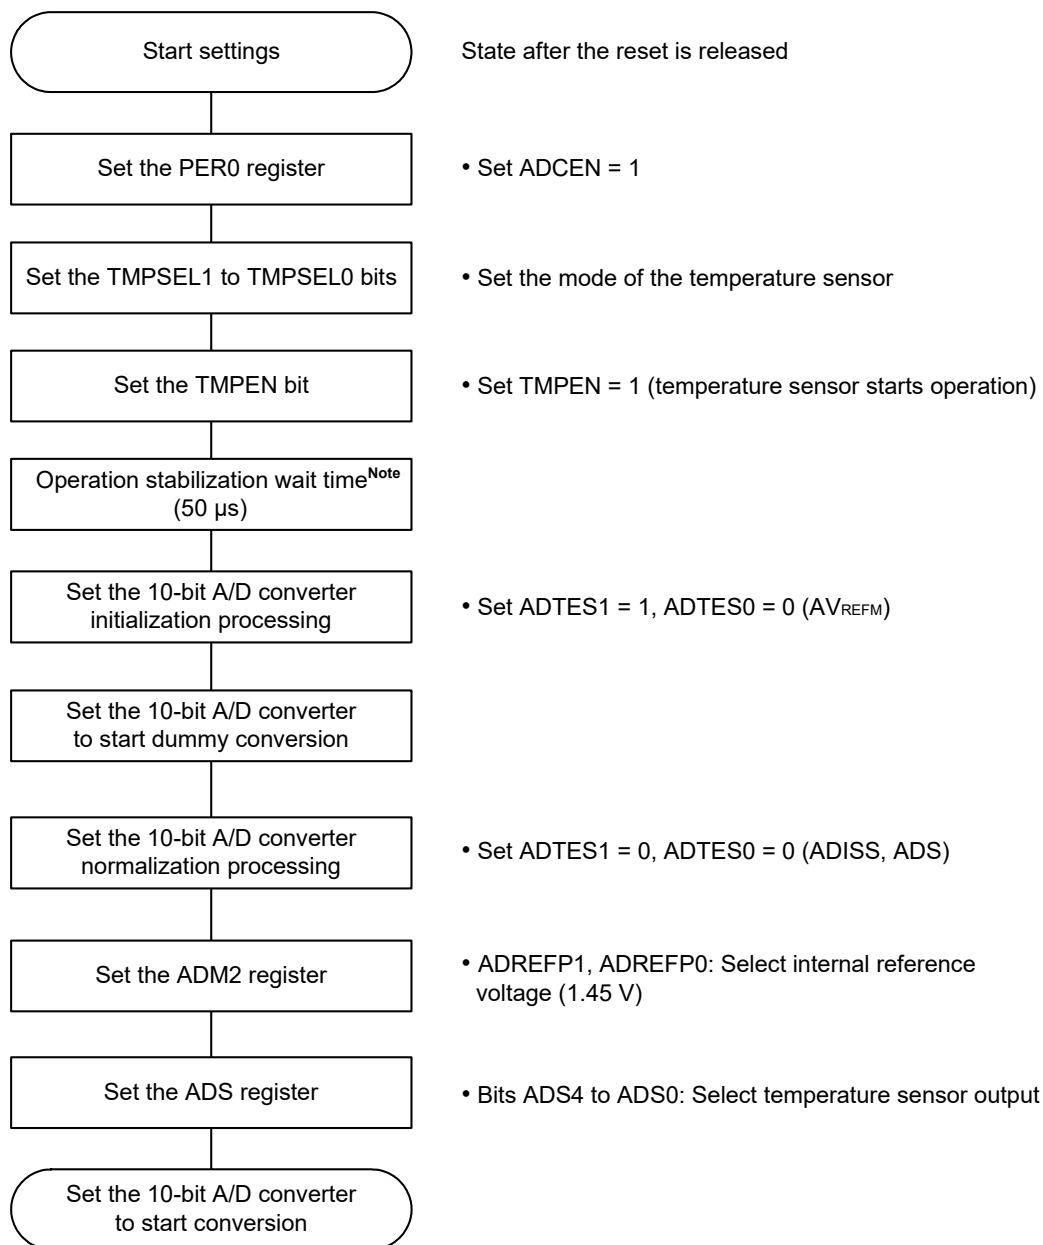 Start settings
State after the reset is released
Set the PER0 register
• Set ADCEN = 1
Set the TMPSEL1 to TMPSEL0 bits
• Set the mode of the temperature sensor
Set the TMPEN bit
• Set TMPEN = 1 (temperature sensor starts operation)
Operation stabilization wait timeNote
(50 µs)
Set the 10-bit A/D converter
initialization processing
• Set ADTES1 = 1, ADTES0 = 0 (AVREFM)
Set the 10-bit A/D converter
to start dummy conversion
Set the 10-bit A/D converter
normalization processing
• Set ADTES1 = 0, ADTES0 = 0 (ADISS, ADS)
Set the ADM2 register
• ADREFP1, ADREFP0: Select internal reference
voltage (1.45 V)
Set the ADS register
• Bits ADS4 to ADS0: Select temperature sensor output
Set the 10-bit A/D converter
to start conversion